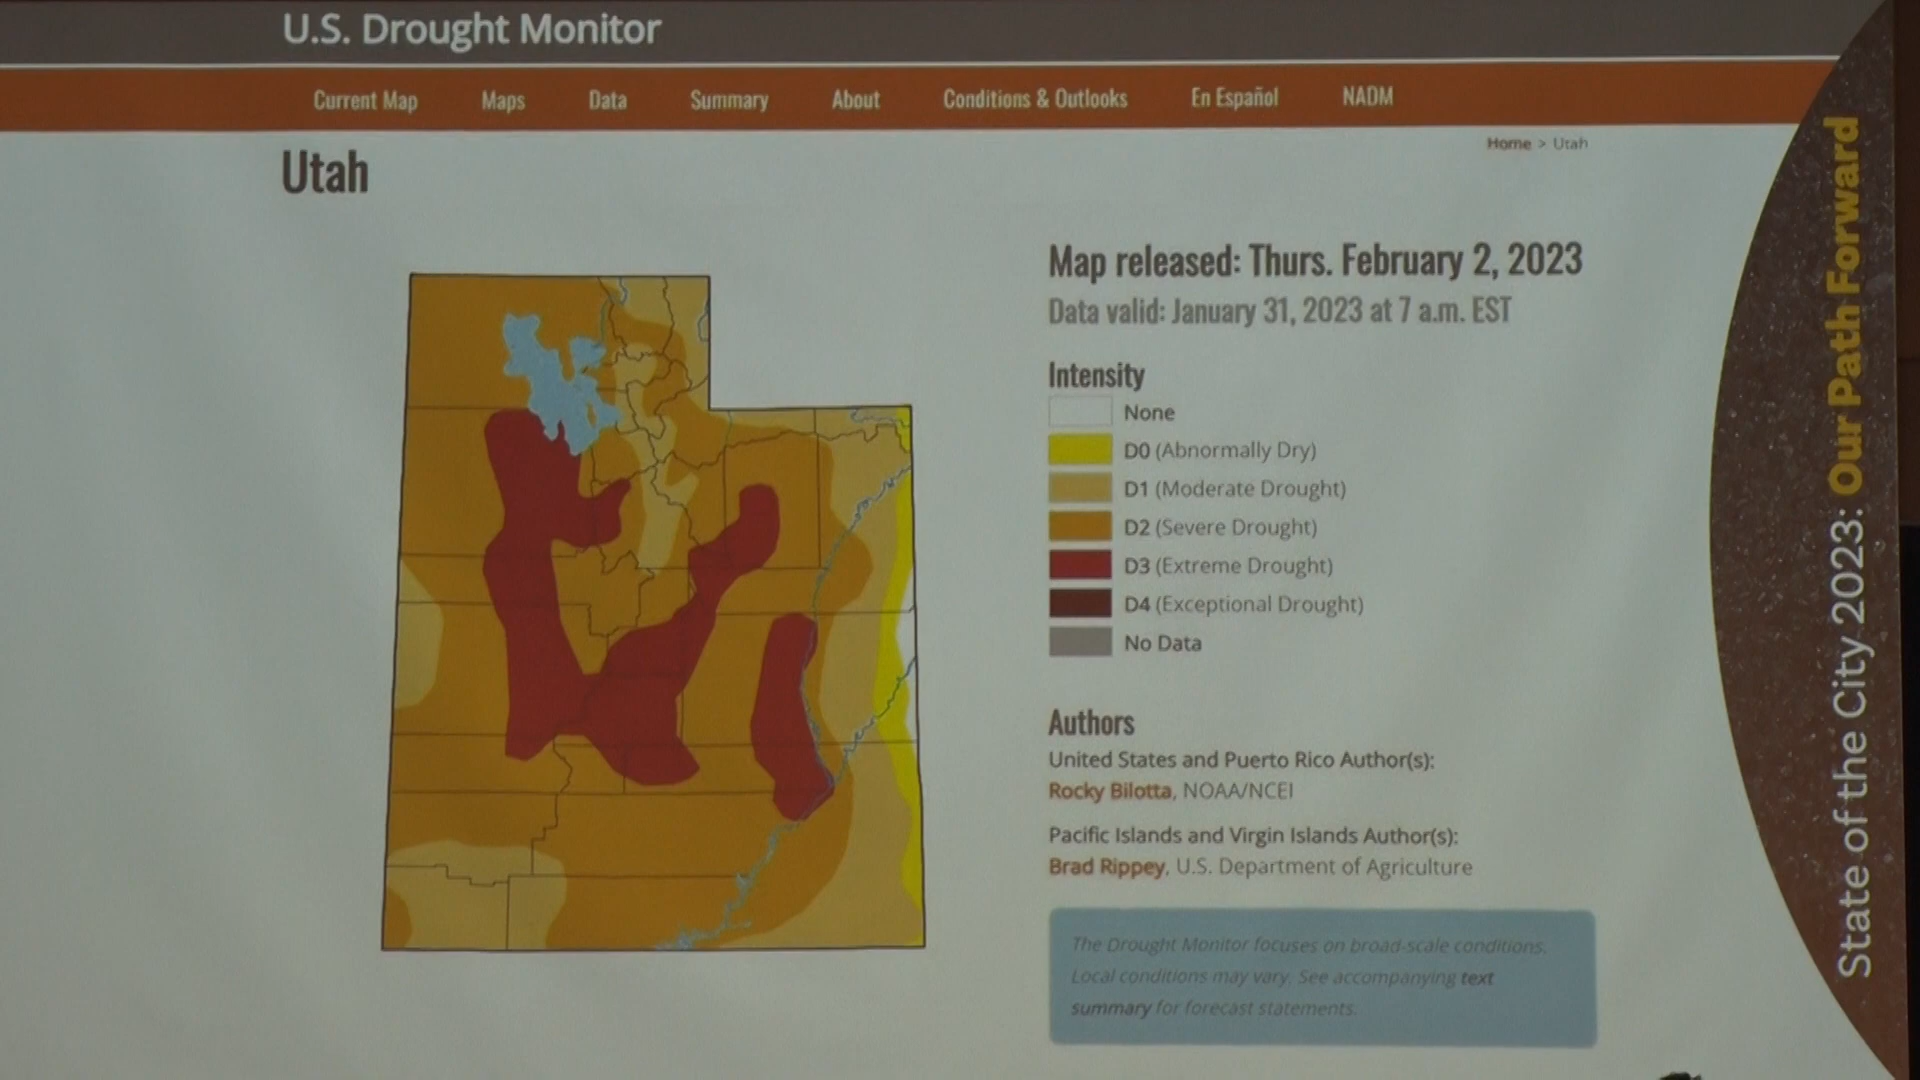 U.S. Drought Monitor
Current Map Maps Data Summary About Conditions & Outlooks En Español NADM
Home > Utah
Utah
Map released: Thurs. February 2, 2023
Data valid: January 31, 2023 at 7 a.m. EST
Intensity
None
D0 (Abnormally Dry)
D1 (Moderate Drought)
D2 (Severe Drought)
D3 (Extreme Drought)
D4 (Exceptional Drought)
No Data
Authors
United States and Puerto Rico Author(s):
Rocky Bilotta, NOAA/NCEI
Pacific Islands and Virgin Islands Author(s):
Brad Rippey, U.S. Department of Agriculture
The Drought Monitor focuses on broad-scale conditions.
Local conditions may vary. See accompanying text
summary for forecast statements.
State of the City 2023: Our Path Forward